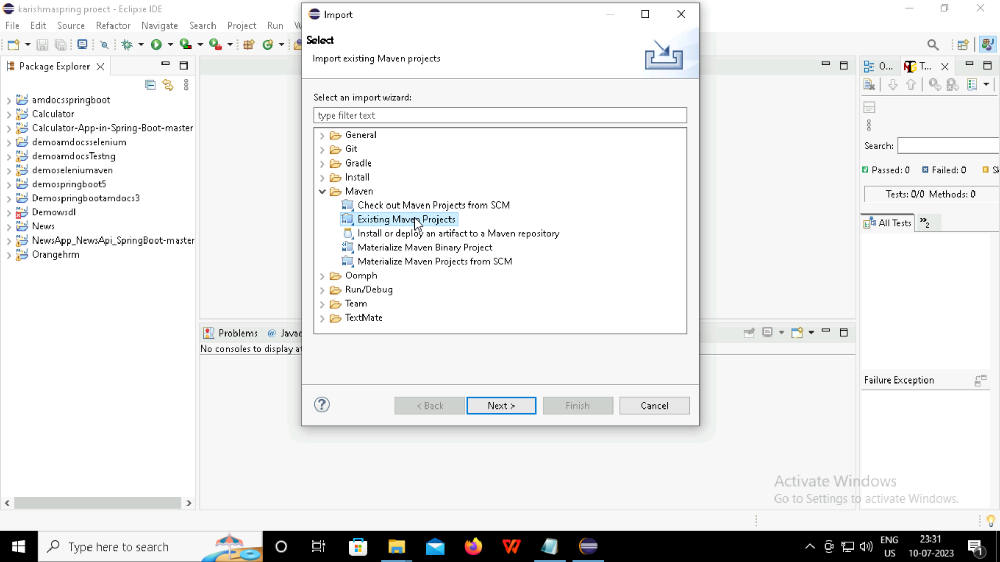 karishmaspring proect - Eclipse IDE
File Edit Source Refactor Navigate Search Project Run
Package Explorer
amdocsspringboot
Calculator
Calculator-App-in-Spring-Boot-master
demoamdocsselenium
demoamdocsTestng
demoseleniumaven
demospringboot5
Demospringbootamdocs3
Demowsdl
News
NewsApp_NewsApi_SpringBoot-master
Orangehrm
Import
Select
Import existing Maven projects
Select an import wizard:
type filter text
General
Git
Gradle
Install
Maven
Check out Maven Projects from SCM
Existing Maven Projects
Install or deploy an artifact to a Maven repository
Materialize Maven Binary Project
Materialize Maven Projects from SCM
Oomph
Run/Debug
Team
TextMate
< Back Next > Finish Cancel
Problems @ Javac
No consoles to display at
O... T...
Search:
Passed: 0 Failed: 0
Tests: 0/0 Methods: 0
All Tests »2
Failure Exception
Activate Windows
Go to Settings to activate Windows.
Type here to search
ENG
US
23:31
10-07-2023
1